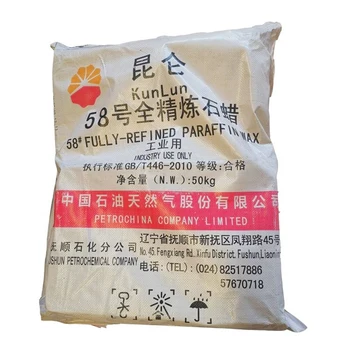 昆仑
KunLun
58号全精炼石蜡
58# FULLY-REFINED PARAFFIN WAX
工业用
INDUSTRY USE ONLY
执行标准GB/T446-2010 等级:合格
净含量(N.W.):50kg
中国石油天然气股份有限公司
PETROCHINA COMPANY LIMITED
抚顺石化分公司
USHUN PETROCHEMICAL COMPANY
辽宁省抚顺市新抚区凤翔路45号
No.45.Fengxiang Rd.,Xinfu District, Fushun,Liaonin
电话:(TEL):(024)82517886
57670718